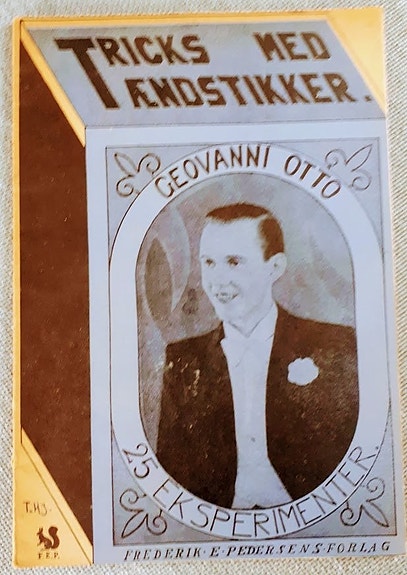 TRICKS MED
TÆNDSTIKKER.
GEOVANNI OTTO
25 EKSPERIMENTER.
T.H.J.
F.E.P.
FREDERIK·E·PEDERSENS·FORLAG